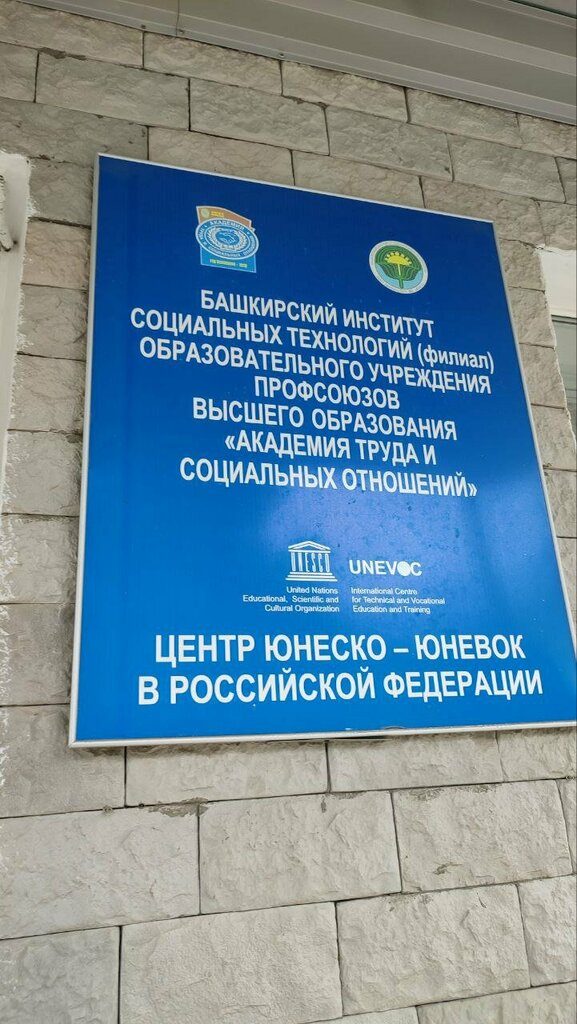 БАШКИРСКИЙ ИНСТИТУТ
СОЦИАЛЬНЫХ ТЕХНОЛОГИЙ (филиал)
ОБРАЗОВАТЕЛЬНОГО УЧРЕЖДЕНИЯ
ПРОФСОЮЗОВ
ВЫСШЕГО ОБРАЗОВАНИЯ
«АКАДЕМИЯ ТРУДА И
СОЦИАЛЬНЫХ ОТНОШЕНИЙ»
UNESCO
United Nations
Educational, Scientific and
Cultural Organization
UNEVOC
International Centre
for Technical and Vocational
Education and Training
ЦЕНТР ЮНЕСКО – ЮНЕВОК
В РОССИЙСКОЙ ФЕДЕРАЦИИ